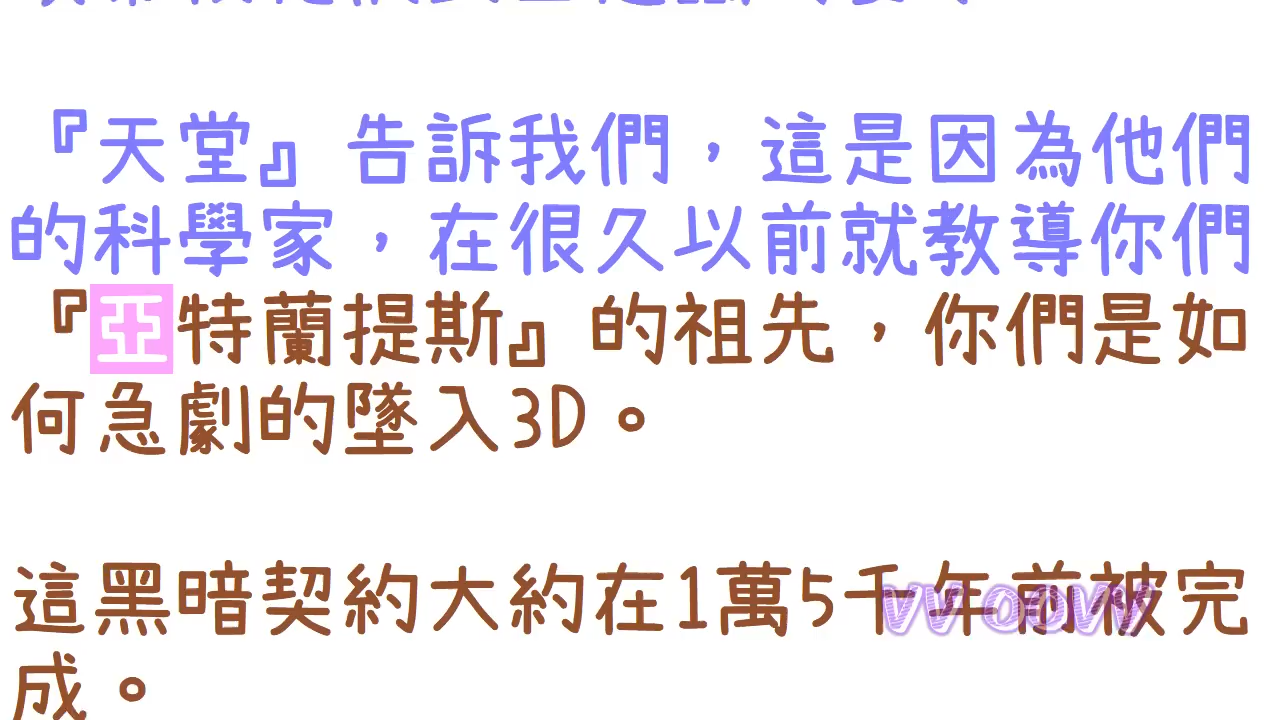 『天堂』告訴我們，這是因為他們
的科學家，在很久以前就教導你們
『亞特蘭提斯』的祖先，你們是如
何急劇的墜入3D。
這黑暗契約大約在1萬5千年前被完
成。
vv oovy